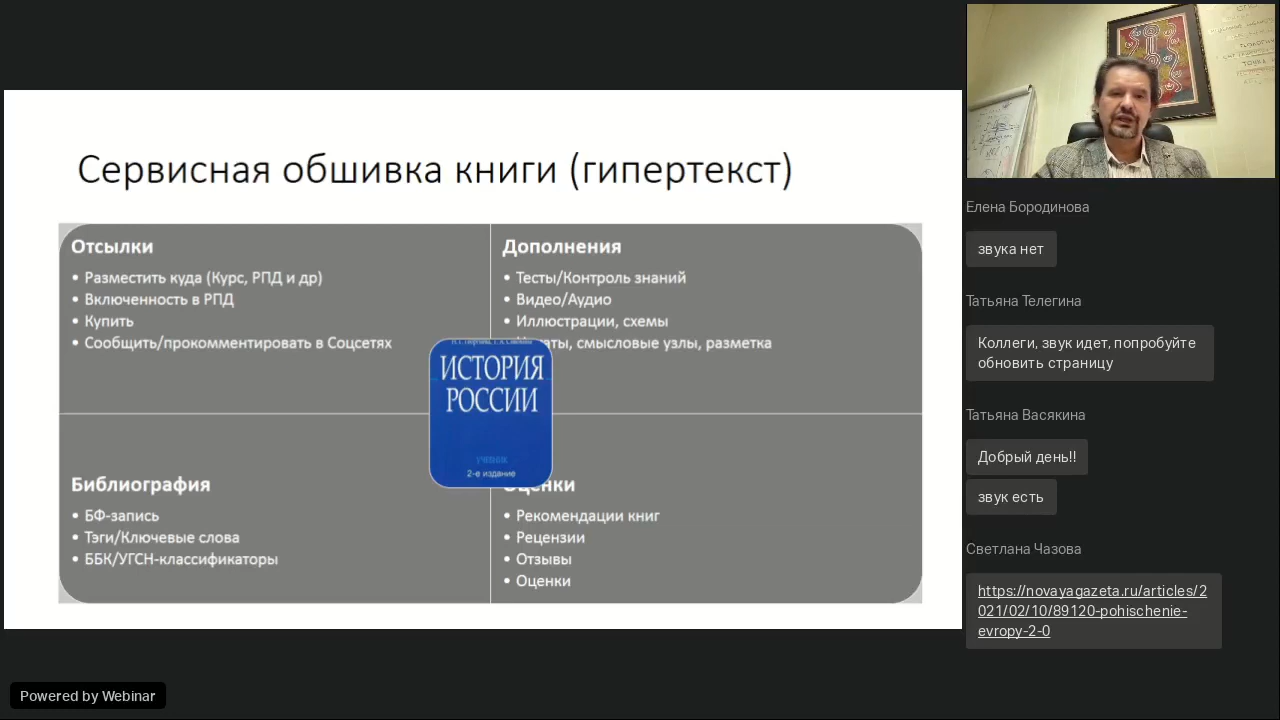 Сервисная обшивка книги (гипертекст)
Отсылки
• Разместить куда (Курс, РПД и др)
• Включенность в РПД
• Купить
• Сообщить/прокомментировать в Соцсетях
Дополнения
• Тесты/Контроль знаний
• Видео/Аудио
• Иллюстрации, схемы
смысловые узлы, разметка
ИСТОРИЯ
РОССИИ
УЧЕБНИК
2-е издание
Библиография
• БФ-запись
• Тэги/Ключевые слова
• ББК/УГСН-классификаторы
Оценки
• Рекомендации книг
• Рецензии
• Отзывы
• Оценки
Елена Бородинова
звука нет
Татьяна Телегина
Коллеги, звук идет, попробуйте
обновить страницу
Татьяна Васякина
Добрый день!!
звук есть
Светлана Чазова
https://novayagazeta.ru/articles/2
021/02/10/89120-pohischenie-
evropy-2-0
Powered by Webinar